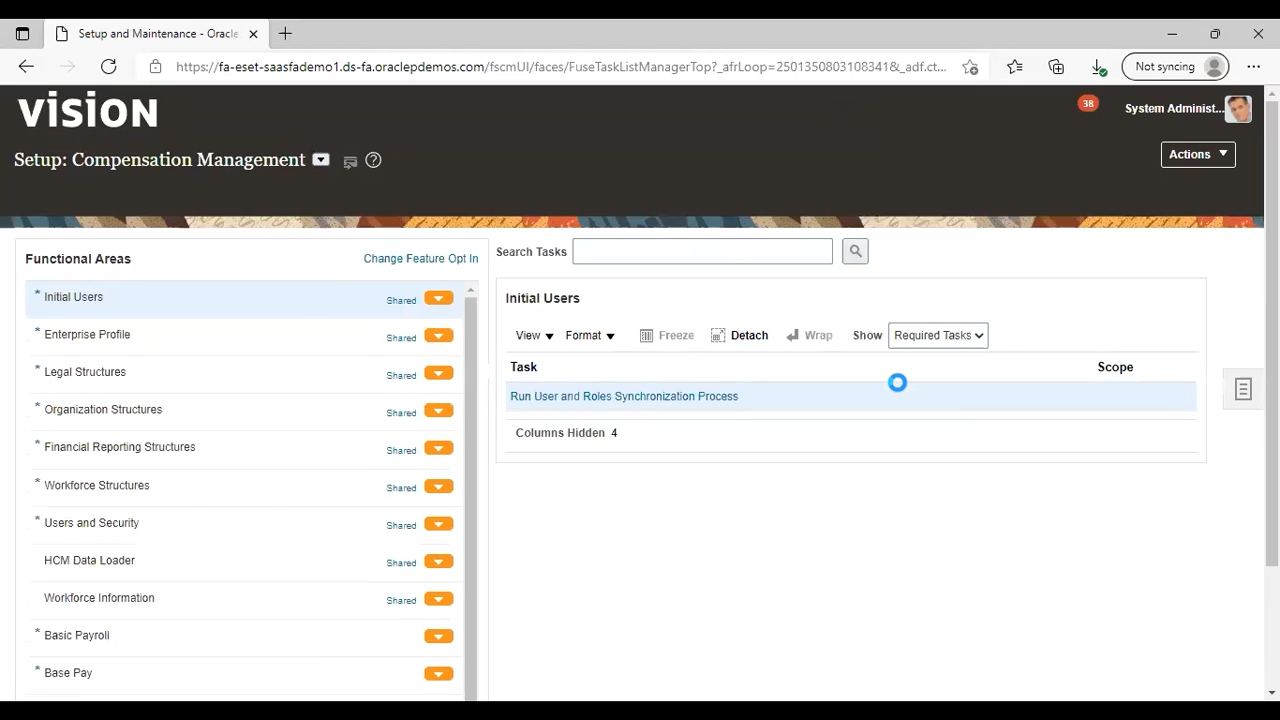 Setup and Maintenance - Oracle
https://fa-eset-saasfademo1.ds-fa.oraclepdemos.com/fscmUI/faces/FuseTaskListManagerTop?_afrLoop=2501350803108341&_adf.ct...
Not syncing
VISION
38
System Administ...
Setup: Compensation Management
Actions
Functional Areas
Change Feature Opt In
* Initial Users Shared
* Enterprise Profile Shared
* Legal Structures Shared
* Organization Structures Shared
* Financial Reporting Structures Shared
* Workforce Structures Shared
* Users and Security Shared
HCM Data Loader Shared
Workforce Information Shared
* Basic Payroll
* Base Pay
Search Tasks
Initial Users
View Format Freeze Detach Wrap Show Required Tasks
Task Scope
Run User and Roles Synchronization Process
Columns Hidden 4